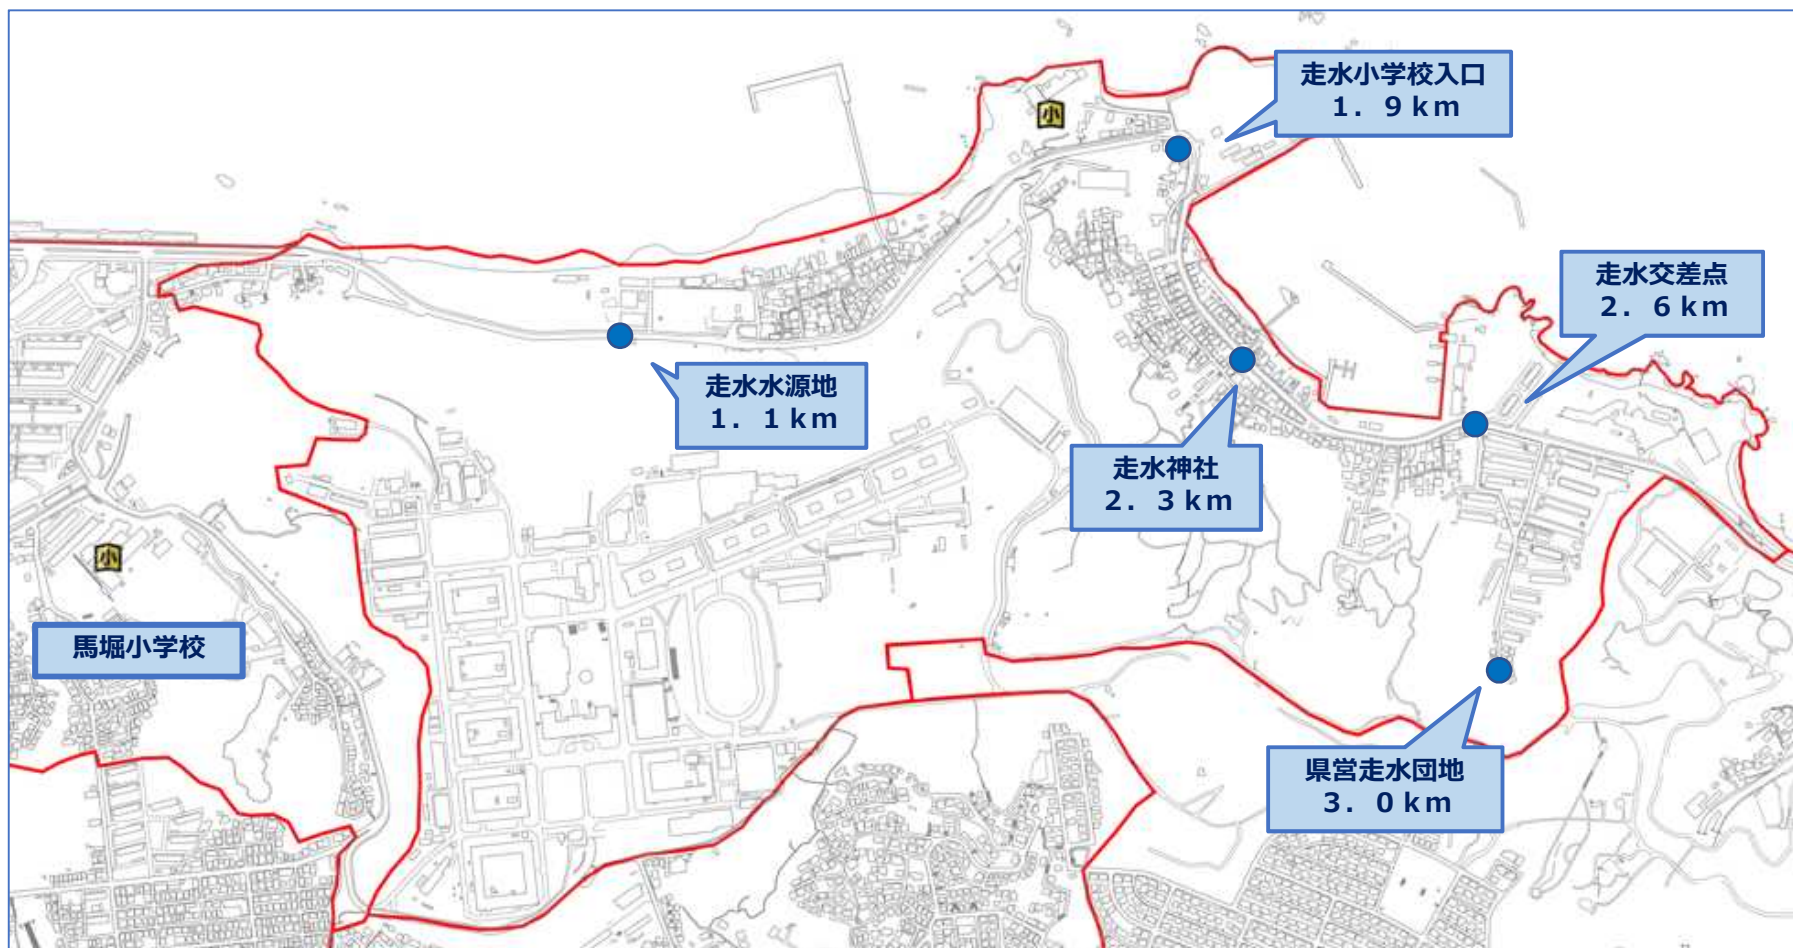 走水小学校入口
１．９ｋｍ
小
走水交差点
２．６ｋｍ
走水水源地
１．１ｋｍ
走水神社
２．３ｋｍ
小
馬堀小学校
県営走水団地
３．０ｋｍ